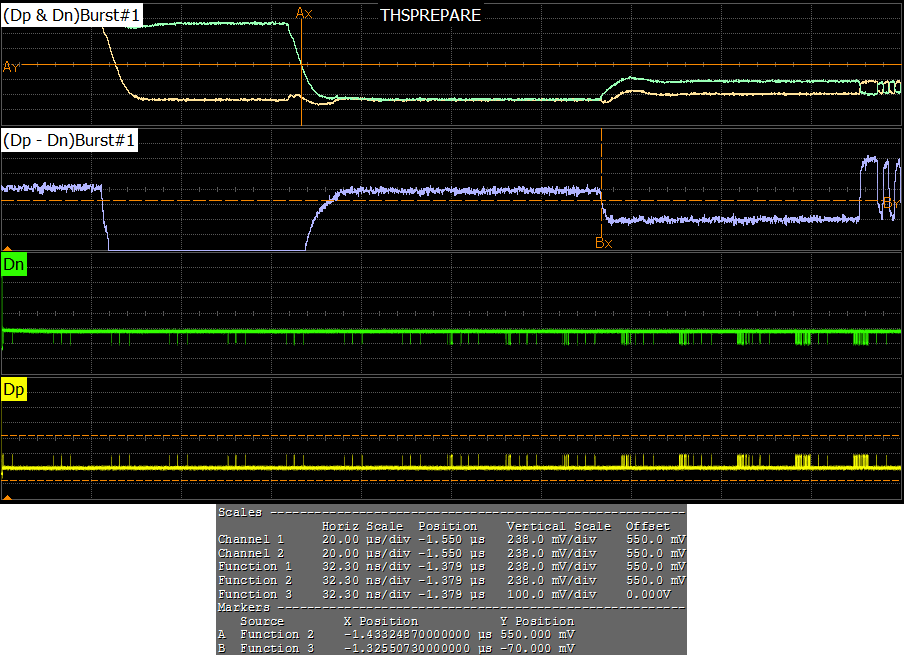 (Dp & Dn)Burst#1
Ax
THSPREPARE
AY
(Dp - Dn)Burst#1
B
Bx
Dn
Dp
Scales
Horiz Scale Position Vertical Scale Offset
Channel 1 20.00 µs/div -1.550 µs 238.0 mV/div 550.0 mV
Channel 2 20.00 µs/div -1.550 µs 238.0 mV/div 550.0 mV
Function 1 32.30 ns/div -1.379 µs 238.0 mV/div 550.0 mV
Function 2 32.30 ns/div -1.379 µs 238.0 mV/div 550.0 mV
Function 3 32.30 ns/div -1.379 µs 100.0 mV/div 0.000V
Markers
Source X Position Y Position
A Function 2 -1.43324870000000 µs 550.000 mV
B Function 3 -1.32550730000000 µs -70.000 mV